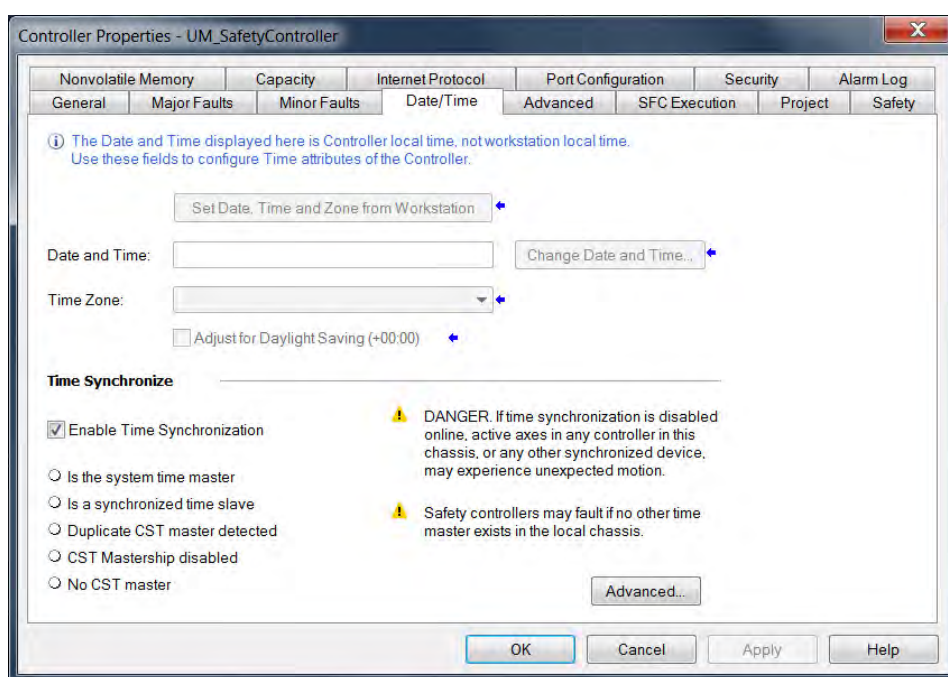 Controller Properties - UM_SafetyController
X
Nonvolatile Memory Capacity Internet Protocol Port Configuration Security Alarm Log
General Major Faults Minor Faults Date/Time Advanced SFC Execution Project Safety
The Date and Time displayed here is Controller local time, not workstation local time.
Use these fields to configure Time attributes of the Controller.
Set Date, Time and Zone from Workstation
Date and Time: Change Date and Time...
Time Zone:
Adjust for Daylight Saving (+00:00)
Time Synchronize
Enable Time Synchronization
Is the system time master
Is a synchronized time slave
Duplicate CST master detected
CST Mastership disabled
No CST master
DANGER. If time synchronization is disabled
online, active axes in any controller in this
chassis, or any other synchronized device,
may experience unexpected motion.
Safety controllers may fault if no other time
master exists in the local chassis.
Advanced...
OK Cancel Apply Help